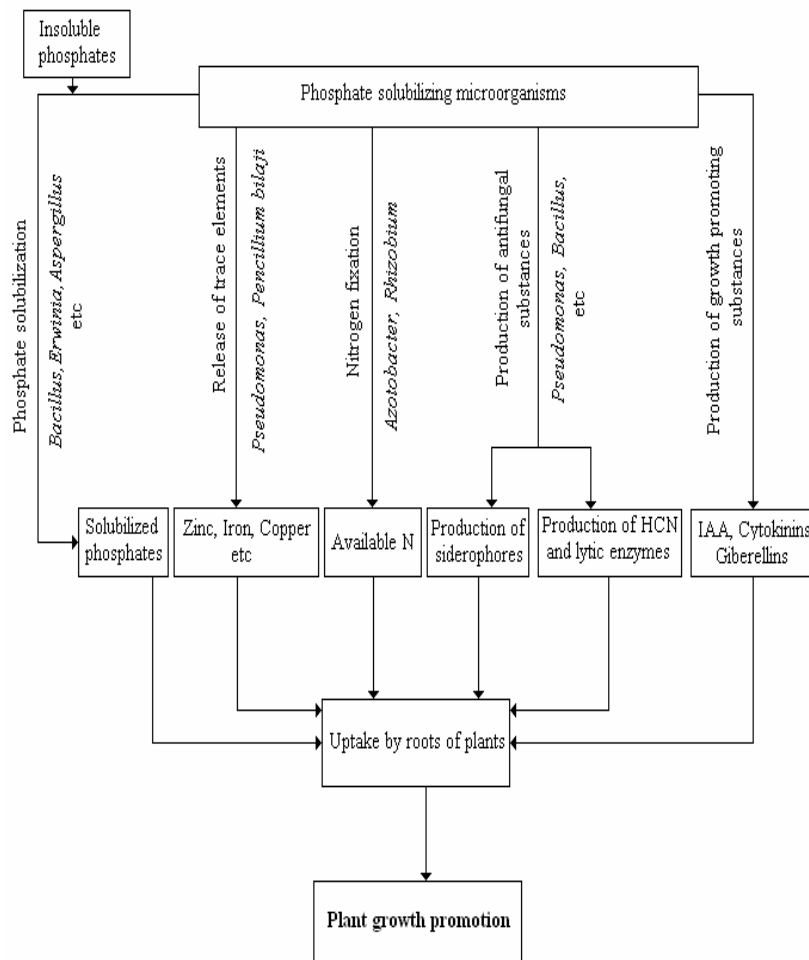 Insoluble
phosphates
Phosphate solubilizing microorganisms
Phosphate solubilization
Bacillus, Erwinia, Aspergillus
etc
Release of trace elements
Pseudomonas, Pencillium bilaji
Nitrogen fixation
Azotobacter, Rhizobium
Production of antifungal
substances
Pseudomonas, Bacillus,
etc
Production of growth promoting
substances
Solubilized
phosphates
Zinc, Iron, Copper
etc
Available N
Production of
siderophores
Production of HCN
and lytic enzymes
IAA, Cytokinins
Giberellins
Uptake by roots of plants
Plant growth promotion